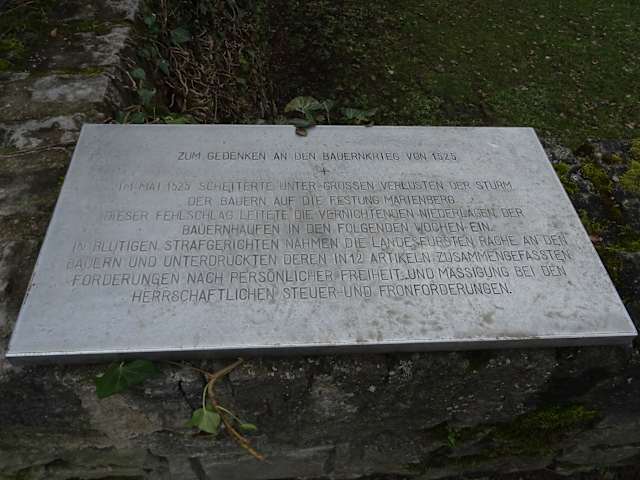 ZUM GEDENKEN AN DEN BAUERNKRIEG VON 1525
+
IM MAI 1525 SCHEITERTE UNTER GROSSEN VERLUSTEN DER STURM
DER BAUERN AUF DIE FESTUNG MARIENBERG.
DIESER FEHLSCHLAG LEITETE DIE VERNICHTENDEN NIEDERLAGEN DER
BAUERNHAUFEN IN DEN FOLGENDEN WOCHEN EIN.
IN BLUTIGEN STRAFGERICHTEN NAHMEN DIE LANDESFÜRSTEN RACHE AN DEN
BAUERN UND UNTERDRÜCKTEN DEREN IN 12 ARTIKELN ZUSAMMENGEFASSTEN
FORDERUNGEN NACH PERSÖNLICHER FREIHEIT UND MÄSSIGUNG BEI DEN
HERRSCHAFTLICHEN STEUER-UND FRONFORDERUNGEN.